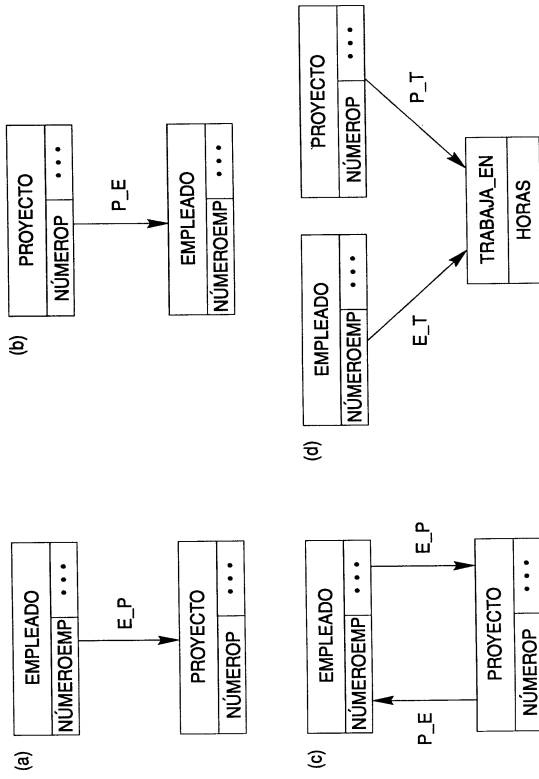 (a)
EMPLEADO
NÚMEROEMP ...
E_P
PROYECTO
NÚMEROP ...
(b)
PROYECTO
NÚMEROP ...
P_E
EMPLEADO
NÚMEROEMP ...
(c)
EMPLEADO
NÚMEROEMP ...
P_E E_P
PROYECTO
NÚMEROP ...
(d)
EMPLEADO
NÚMEROEMP ...
PROYECTO
NÚMEROP ...
E_T P_T
TRABAJA_EN
HORAS